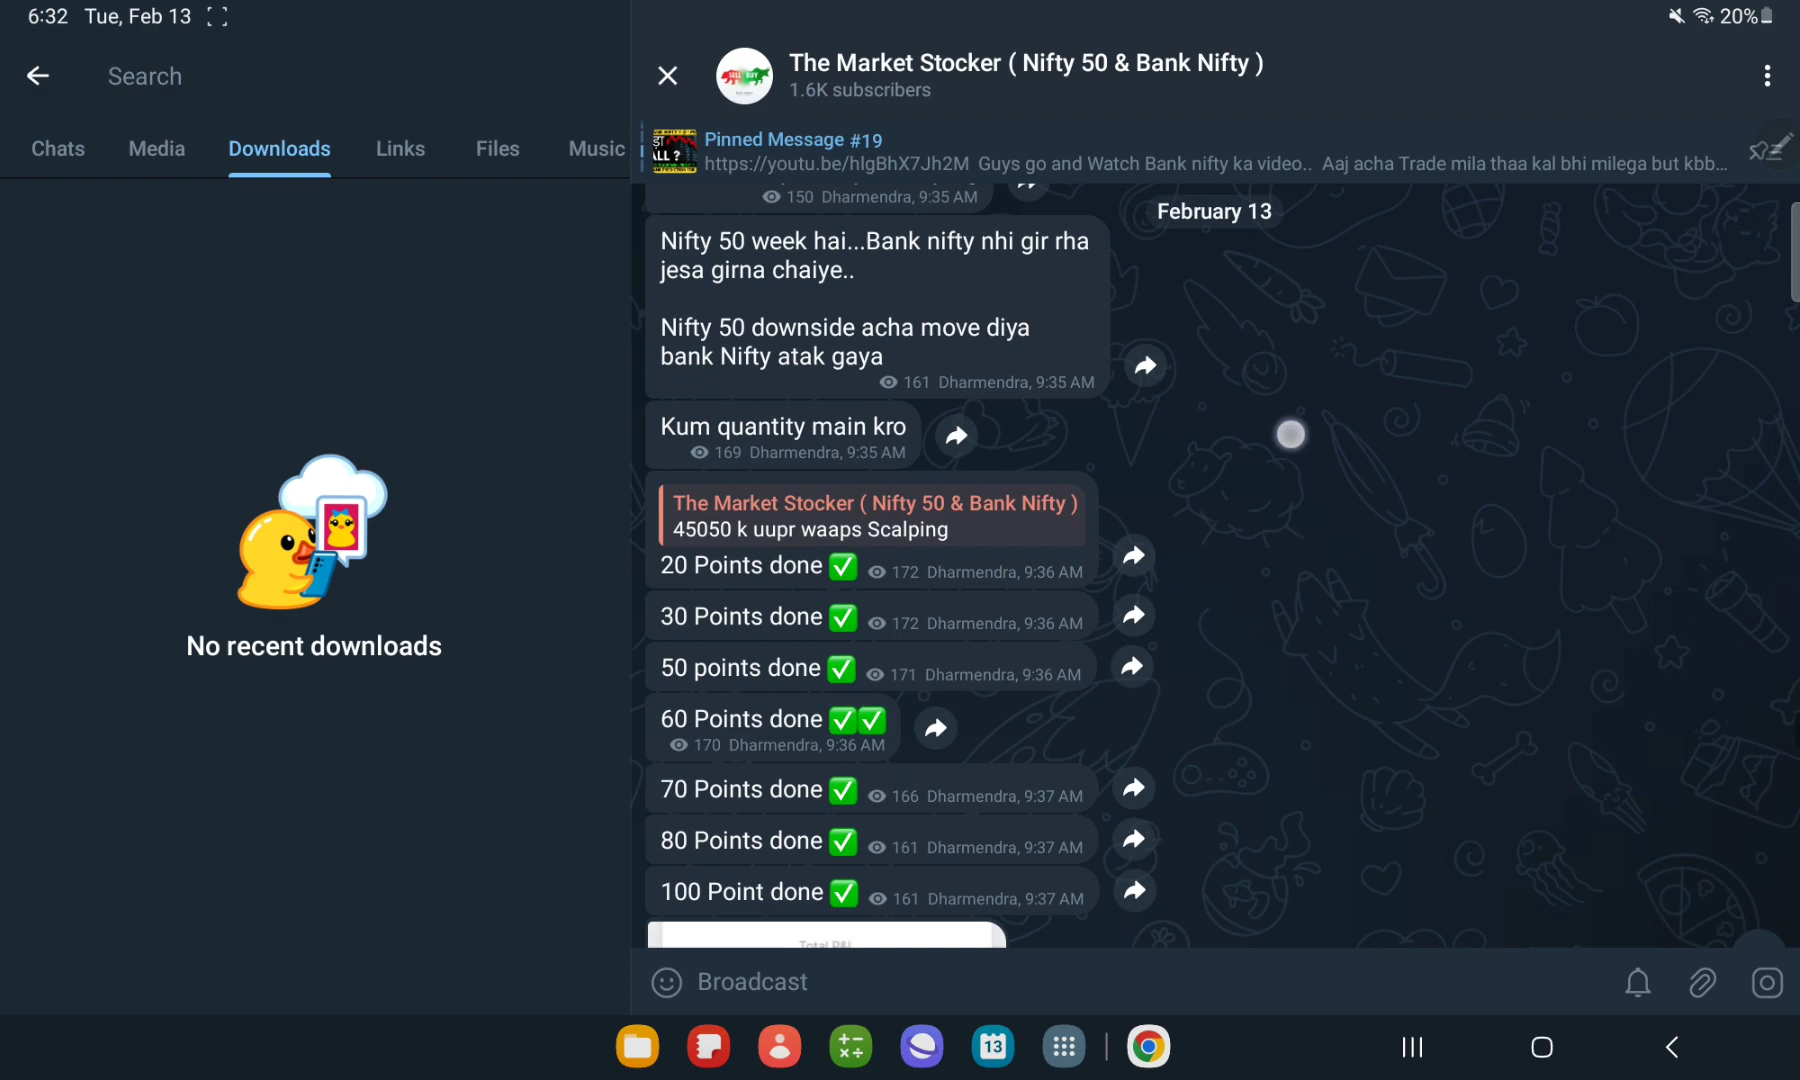 6:32 Tue, Feb 13
20%
Search
Chats Media Downloads Links Files Music
No recent downloads
The Market Stocker ( Nifty 50 & Bank Nifty )
1.6K subscribers
Pinned Message #19
https://youtu.be/hlgBhX7Jh2M Guys go and Watch Bank nifty ka video.. Aaj acha Trade mila thaa kal bhi milega but kbb...
150 Dharmendra, 9:35 AM
February 13
Nifty 50 week hai...Bank nifty nhi gir rha
jesa girna chaiye..
Nifty 50 downside acha move diya
bank Nifty atak gaya
161 Dharmendra, 9:35 AM
Kum quantity main kro
169 Dharmendra, 9:35 AM
The Market Stocker ( Nifty 50 & Bank Nifty )
45050 k uupr waaps Scalping
20 Points done ✅ 172 Dharmendra, 9:36 AM
30 Points done ✅ 172 Dharmendra, 9:36 AM
50 points done ✅ 171 Dharmendra, 9:36 AM
60 Points done ✅✅
170 Dharmendra, 9:36 AM
70 Points done ✅ 166 Dharmendra, 9:37 AM
80 Points done ✅ 161 Dharmendra, 9:37 AM
100 Point done ✅ 161 Dharmendra, 9:37 AM
Total P&L
Broadcast
13